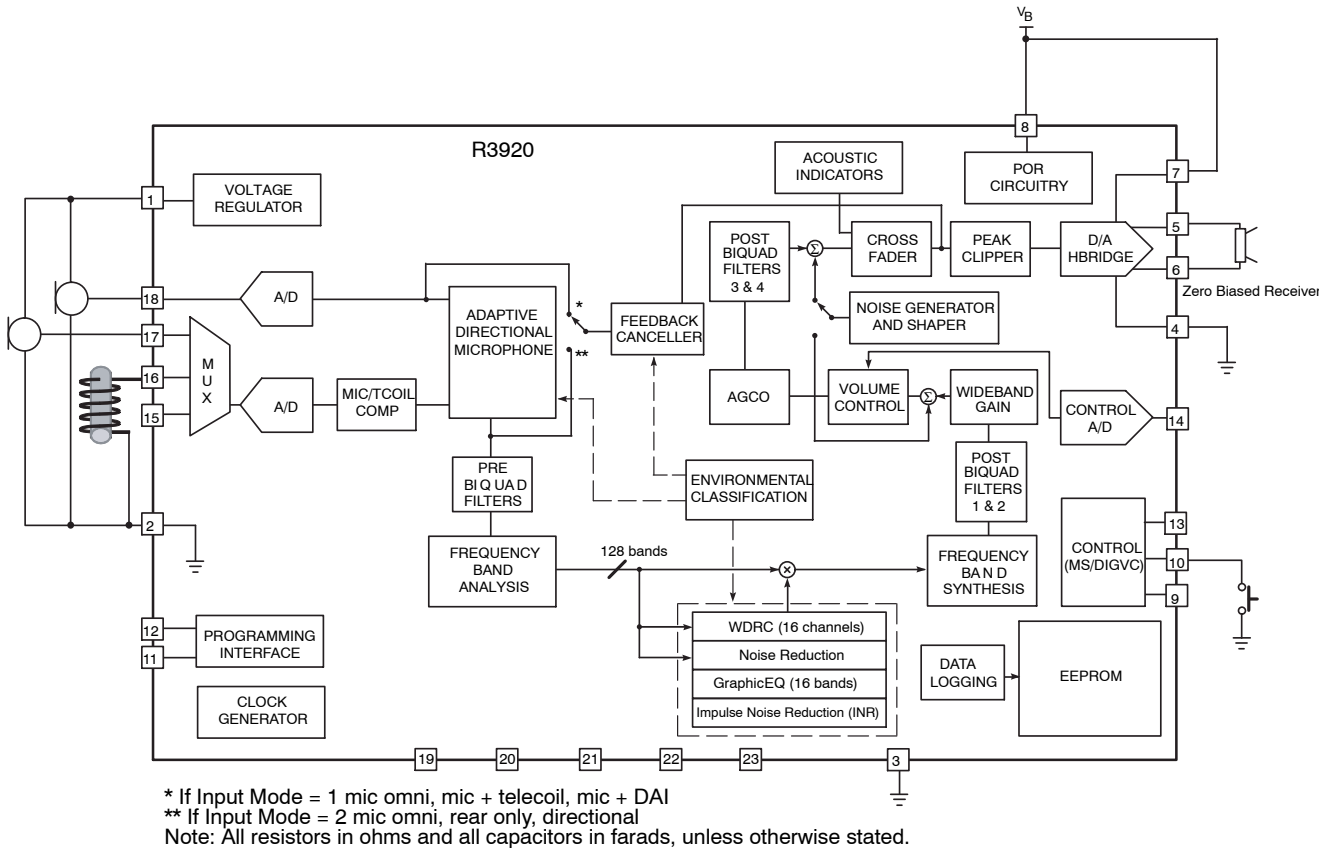 VB
8
R3920
ACOUSTIC
INDICATORS
POR
CIRCUITRY
7
1
VOLTAGE
REGULATOR
5
POST
BIQUAD
FILTERS
3 & 4
Σ
CROSS
FADER
PEAK
CLIPPER
D/A
HBRIDGE
6
Zero Biased Receiver
18
A/D
ADAPTIVE
DIRECTIONAL
MICROPHONE
*
**
FEEDBACK
CANCELLER
NOISE GENERATOR
AND SHAPER
4
17
16
15
MUX
A/D
MIC/TCOIL
COMP
AGCO
VOLUME
CONTROL
Σ
WIDEBAND
GAIN
CONTROL
A/D
14
PRE
BIQUAD
FILTERS
ENVIRONMENTAL
CLASSIFICATION
POST
BIQUAD
FILTERS
1 & 2
2
FREQUENCY
BAND
ANALYSIS
128 bands
×
FREQUENCY
BAND
SYNTHESIS
CONTROL
(MS/DIGVC)
13
10
9
12
11
PROGRAMMING
INTERFACE
WDRC (16 channels)
Noise Reduction
GraphicEQ (16 bands)
Impulse Noise Reduction (INR)
DATA
LOGGING
EEPROM
CLOCK
GENERATOR
19
20
21
22
23
3
* If Input Mode = 1 mic omni, mic + telecoil, mic + DAI
** If Input Mode = 2 mic omni, rear only, directional
Note: All resistors in ohms and all capacitors in farads, unless otherwise stated.